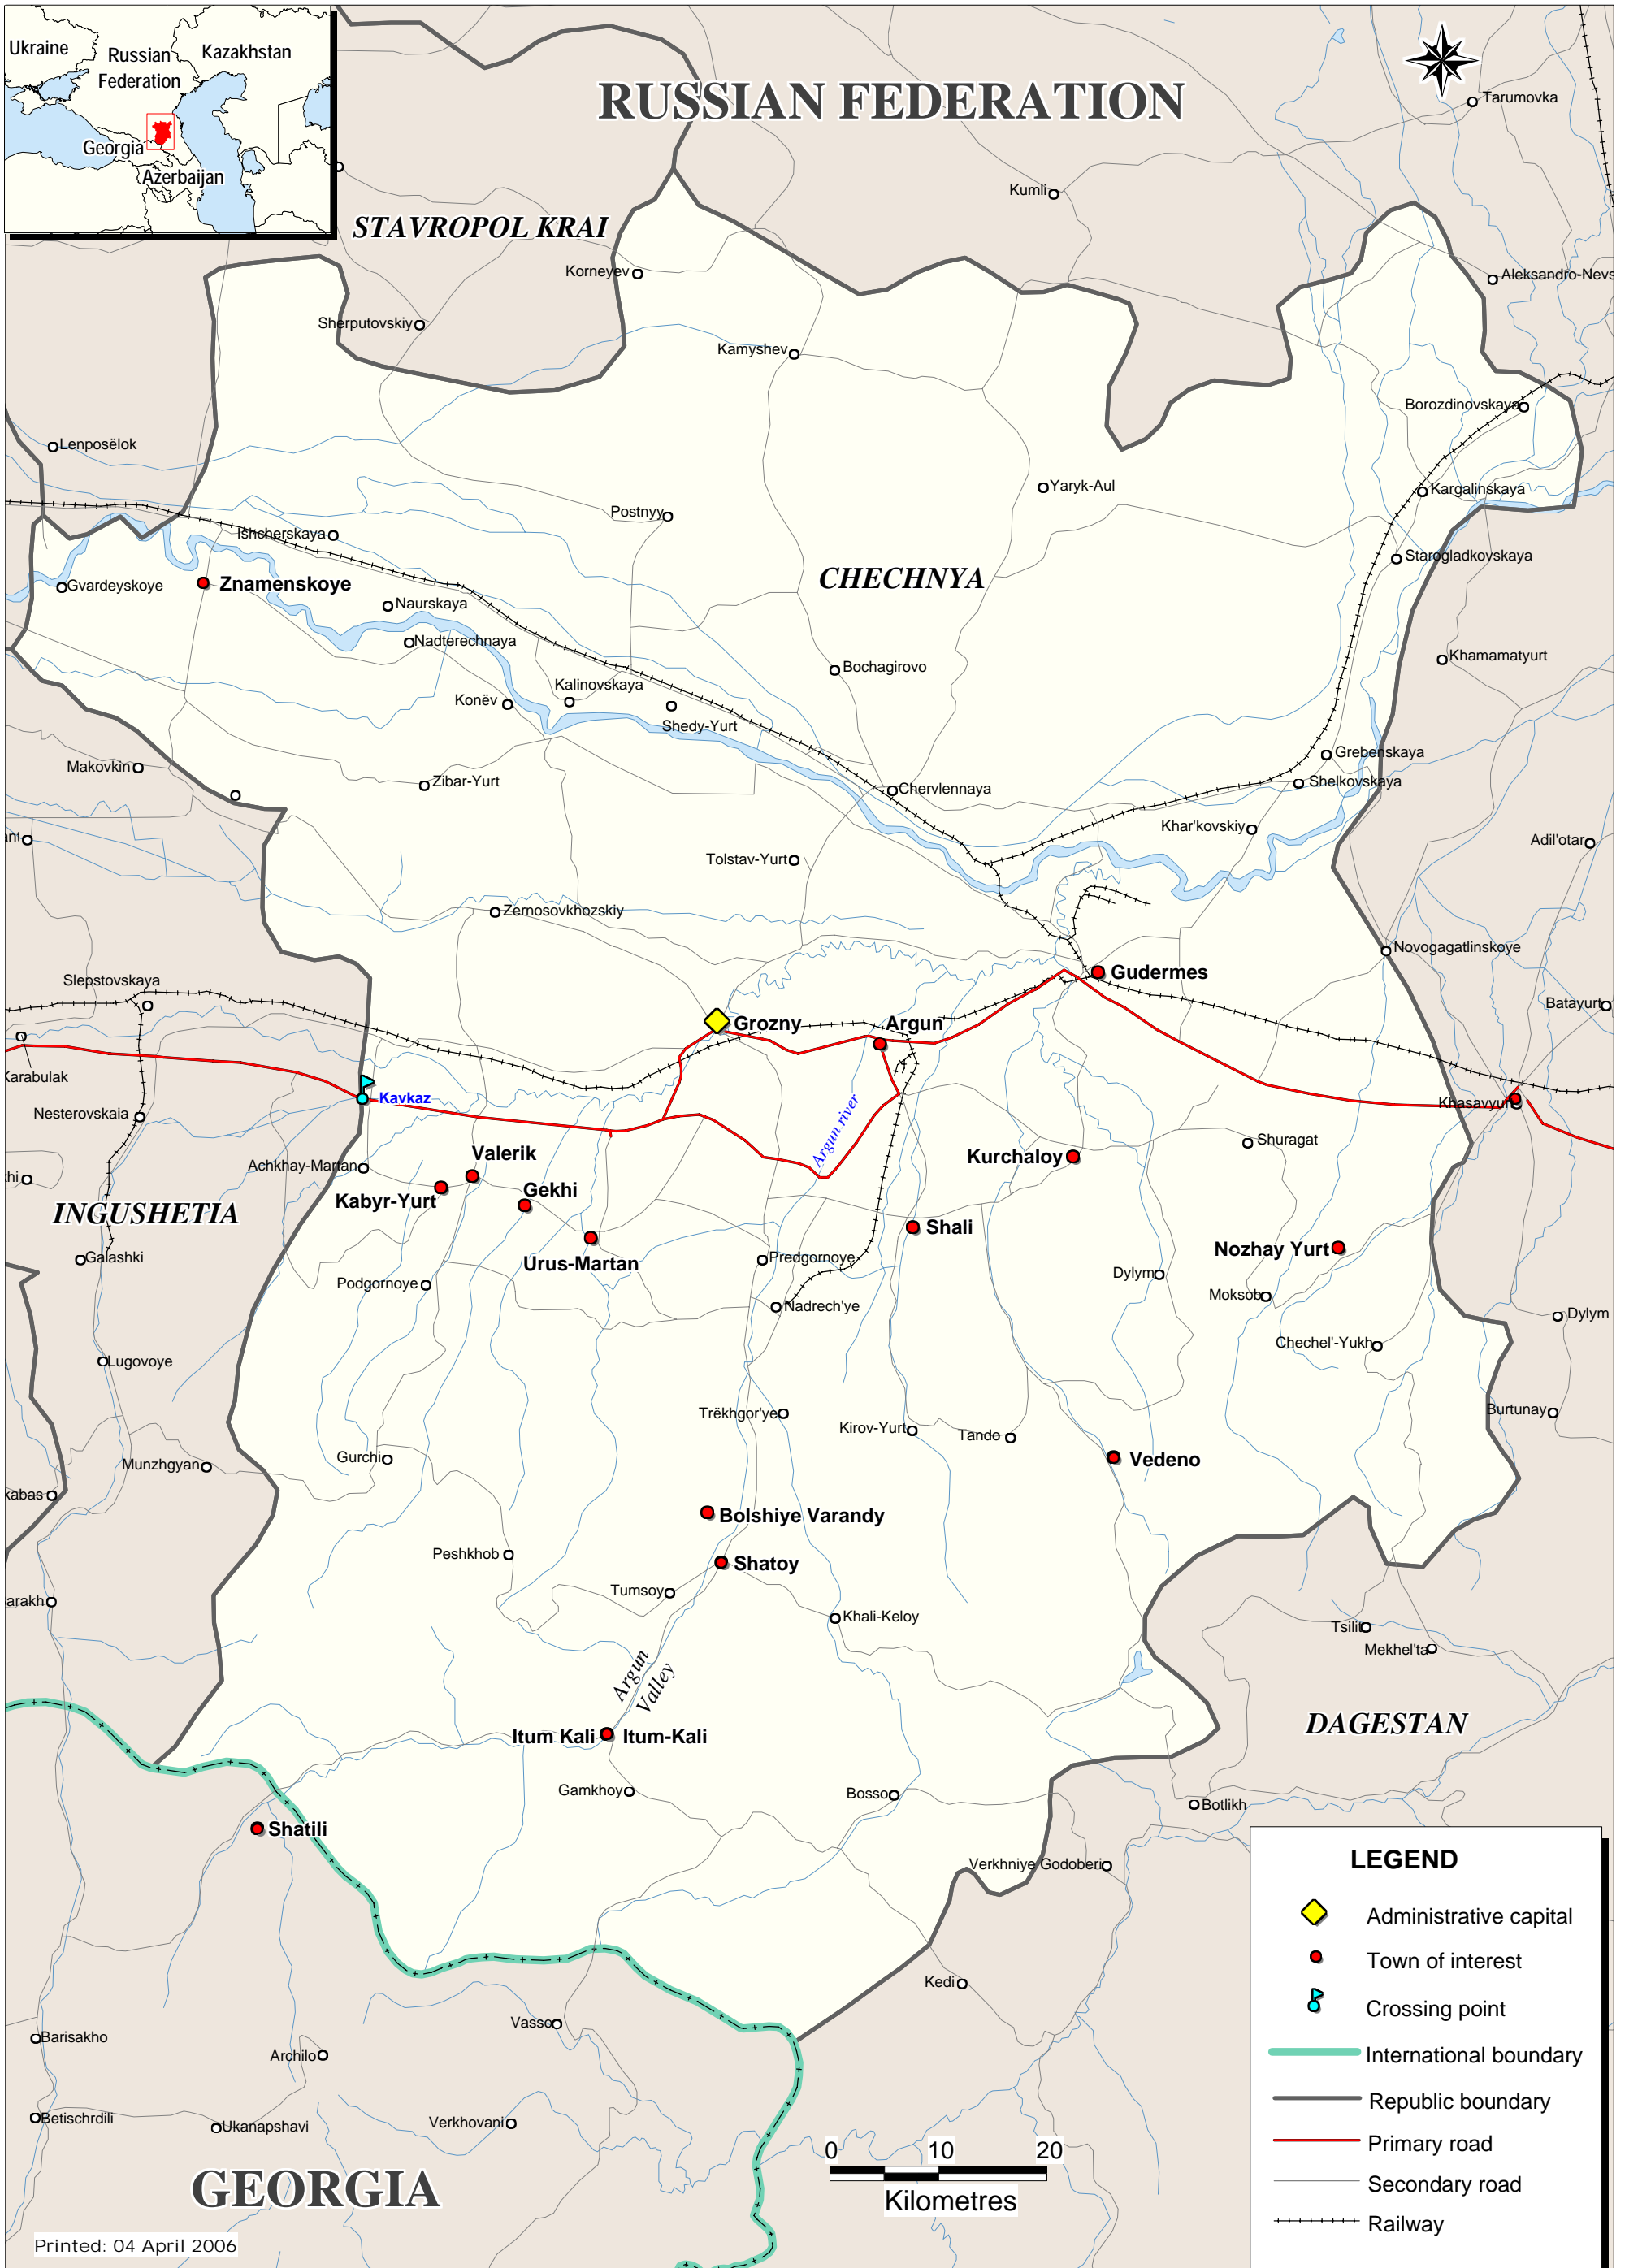 Ukraine
Russian
Federation
Kazakhstan
Georgia
Azerbaijan
RUSSIAN FEDERATION
Tarumovka
Kumli
STAVROPOL KRAI
Korneyev
Aleksandro-Nevs
Sherputovskiy
Kamyshev
Borozdinovskaya
Lenposëlok
Yaryk-Aul
Kargalinskaya
Postnyy
Ishcherskaya
Starogladkovskaya
CHECHNYA
Gvardeyskoye
Znamenskoye
Naurskaya
Nadterechnaya
Khamamatyurt
Bochagirovo
Kalinovskaya
Konëv
Shedy-Yurt
Grebenskaya
Makovkin
Zibar-Yurt
Shelkovskaya
Chervlennaya
Khar'kovskiy
Adil'otar
Tolstav-Yurt
Zernosovkhozskiy
Novogagatlinskoye
Gudermes
Slepstovskaya
Batayurt
Grozny
Argun
Karabulak
Kavkaz
Khasavyurt
Nesterovskaia
Argun river
Shuragat
Valerik
Kurchaloy
Achkhay-Martan
Kabyr-Yurt
Gekhi
khi
INGUSHETIA
Shali
Nozhay Yurt
Galashki
Urus-Martan
Predgornoye
Dylym
Podgornoye
Moksob
Nadrech'ye
Dylym
Chechel'-Yukh
Lugovoye
Trëkhgor'ye
Burtunay
Kirov-Yurt
Tando
Gurchi
Vedeno
Munzhgyan
kabas
Bolshiye Varandy
Peshkhob
Shatoy
Tumsoy
arakh
Khali-Keloy
Tsilit
Mekhel'ta
Argun
Valley
DAGESTAN
Itum Kali
Itum-Kali
Gamkhoy
Bosso
Botlikh
Shatili
Verkhniye Godoberi
LEGEND
Administrative capital
Town of interest
Crossing point
International boundary
Republic boundary
Primary road
Secondary road
Railway
Kedi
Vasso
Barisakho
Archilo
Betischrdili
Ukanapshavi
Verkhovani
0 10 20
Kilometres
GEORGIA
Printed: 04 April 2006